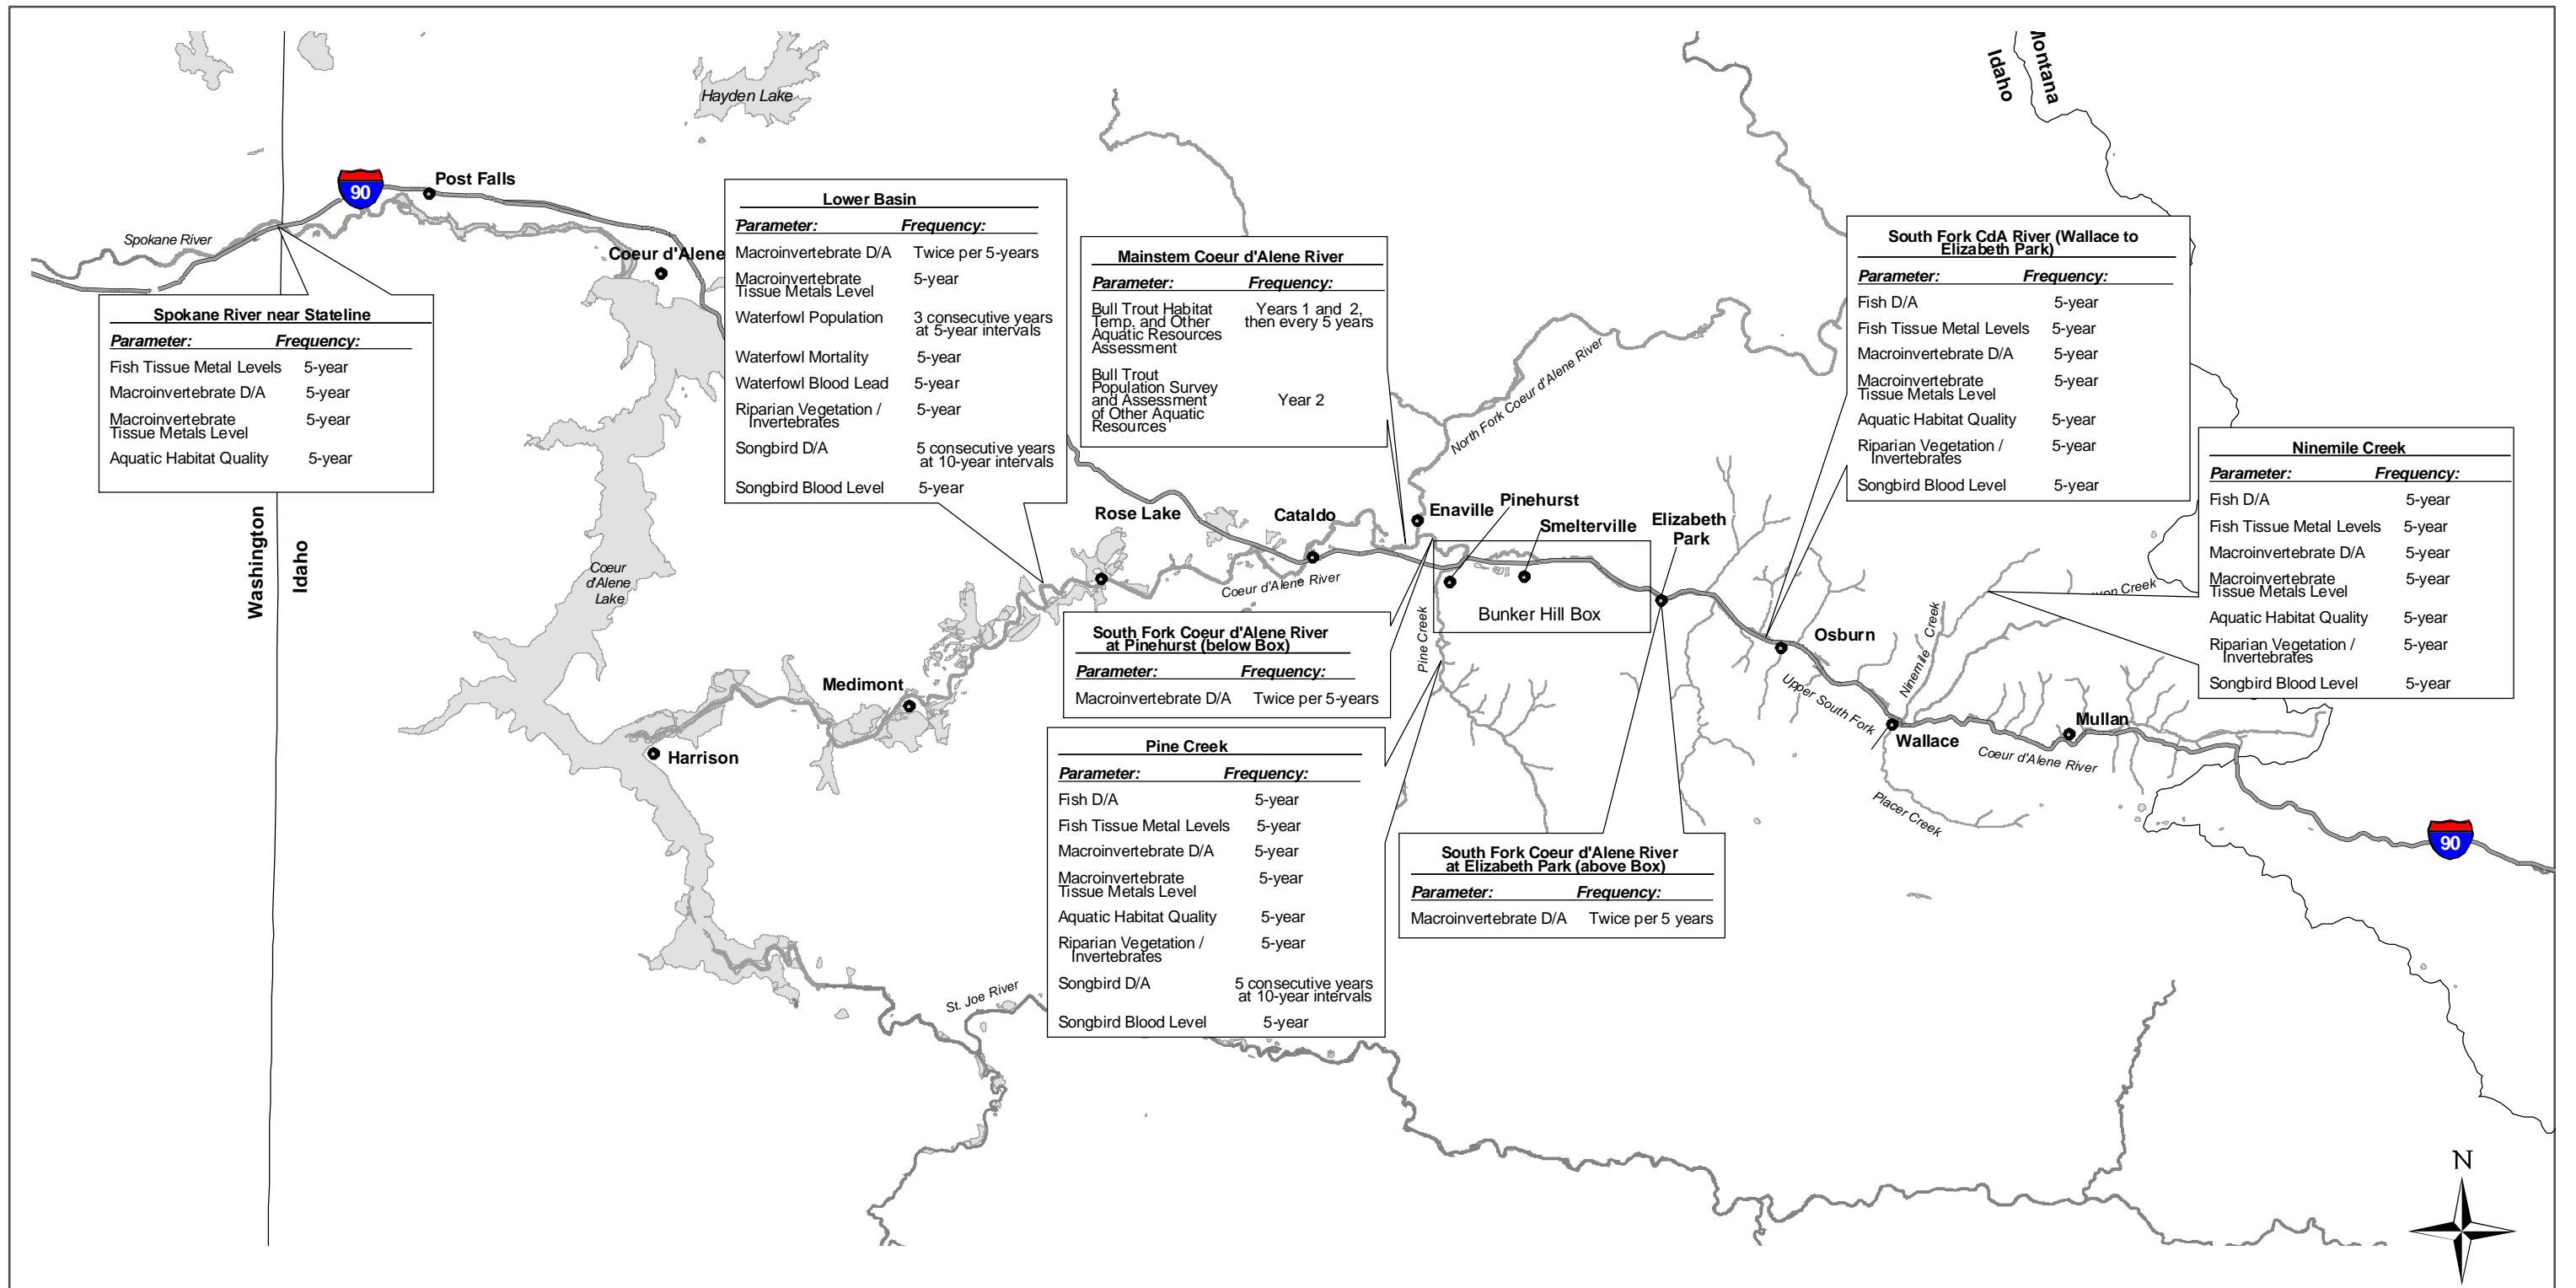 Montana
Idaho
Hayden Lake
90
Post Falls
Spokane River
Coeur d'Alene
Spokane River near Stateline
Parameter: Frequency:
Fish Tissue Metal Levels 5-year
Macroinvertebrate D/A 5-year
Macroinvertebrate 5-year
Tissue Metals Level
Aquatic Habitat Quality 5-year
Lower Basin
Parameter: Frequency:
Macroinvertebrate D/A Twice per 5-years
Macroinvertebrate 5-year
Tissue Metals Level
Waterfowl Population 3 consecutive years
at 5-year intervals
Waterfowl Mortality 5-year
Waterfowl Blood Lead 5-year
Riparian Vegetation / 5-year
Invertebrates
Songbird D/A 5 consecutive years
at 10-year intervals
Songbird Blood Level 5-year
Mainstem Coeur d'Alene River
Parameter: Frequency:
Bull Trout Habitat Years 1 and 2,
Temp. and Other then every 5 years
Aquatic Resources
Assessment
Bull Trout
Population Survey
and Assessment Year 2
of Other Aquatic
Resources
South Fork CdA River (Wallace to
Elizabeth Park)
Parameter: Frequency:
Fish D/A 5-year
Fish Tissue Metal Levels 5-year
Macroinvertebrate D/A 5-year
Macroinvertebrate 5-year
Tissue Metals Level
Aquatic Habitat Quality 5-year
Riparian Vegetation / 5-year
Invertebrates
Songbird Blood Level 5-year
Ninemile Creek
Parameter: Frequency:
Fish D/A 5-year
Fish Tissue Metal Levels 5-year
Macroinvertebrate D/A 5-year
Macroinvertebrate 5-year
Tissue Metals Level
Aquatic Habitat Quality 5-year
Riparian Vegetation / 5-year
Invertebrates
Songbird Blood Level 5-year
North Fork Coeur d'Alene River
Washington
Idaho
Coeur
d'Alene
Lake
Rose Lake
Cataldo
Enaville
Pinehurst
Smelterville
Elizabeth
Park
Coeur d'Alene River
Bunker Hill Box
Pine Creek
Osburn
Ninemile Creek
yon Creek
Upper South Fork
Wallace
Coeur d'Alene River
Mullan
Placer Creek
Medimont
Harrison
South Fork Coeur d'Alene River
at Pinehurst (below Box)
Parameter: Frequency:
Macroinvertebrate D/A Twice per 5-years
Pine Creek
Parameter: Frequency:
Fish D/A 5-year
Fish Tissue Metal Levels 5-year
Macroinvertebrate D/A 5-year
Macroinvertebrate 5-year
Tissue Metals Level
Aquatic Habitat Quality 5-year
Riparian Vegetation / 5-year
Invertebrates
Songbird D/A 5 consecutive years
at 10-year intervals
Songbird Blood Level 5-year
South Fork Coeur d'Alene River
at Elizabeth Park (above Box)
Parameter: Frequency:
Macroinvertebrate D/A Twice per 5 years
90
St. Joe River
N